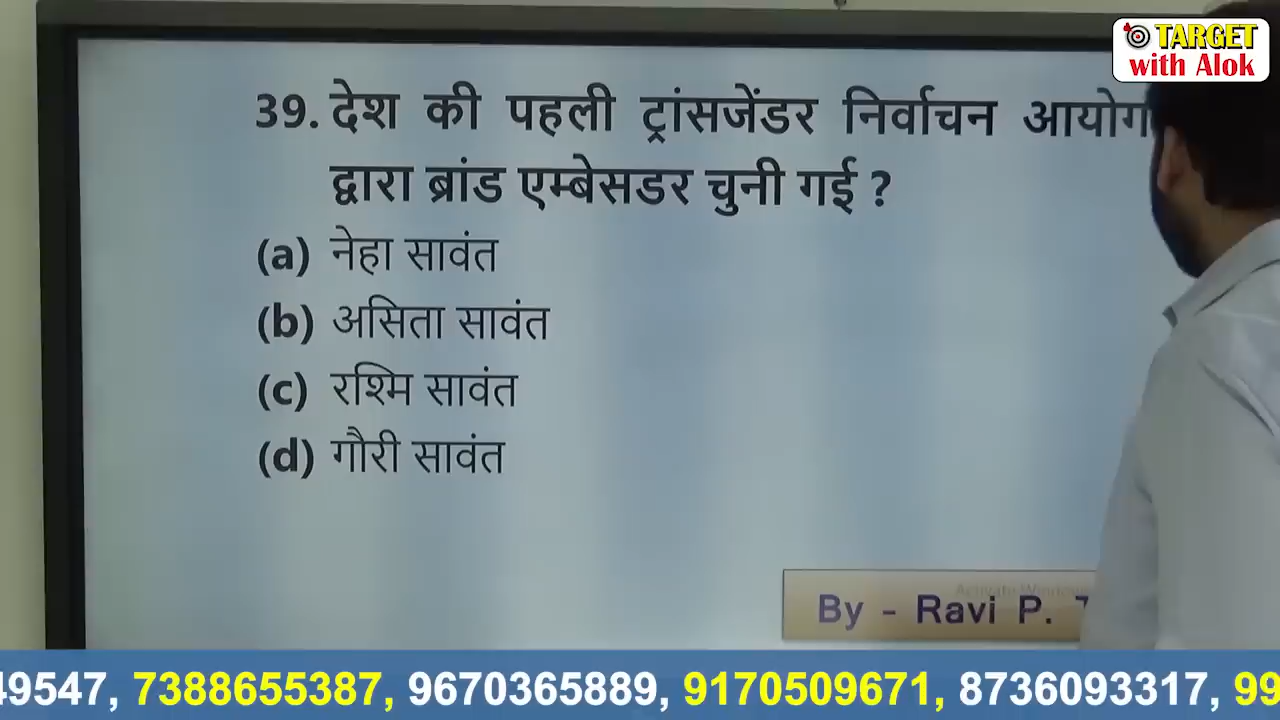 TARGET
with Alok
39. देश की पहली ट्रांसजेंडर निर्वाचन आयोग
द्वारा ब्रांड एम्बेसडर चुनी गई ?
(a) नेहा सावंत
(b) असिता सावंत
(c) रश्मि सावंत
(d) गौरी सावंत
By - Ravi P.
49547, 7388655387, 9670365889, 9170509671, 8736093317, 99